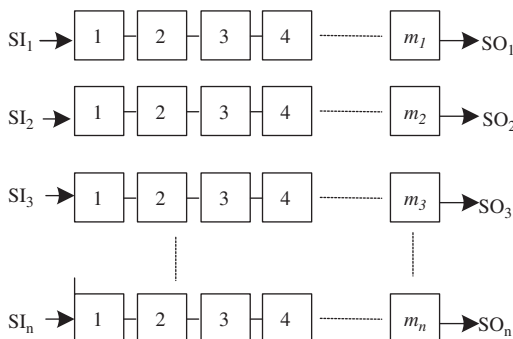 SI₁ 1 2 3 4 m₁ SO₁
SI₂ 1 2 3 4 m₂ SO₂
SI₃ 1 2 3 4 m₃ SO₃
SIₙ 1 2 3 4 mₙ SOₙ